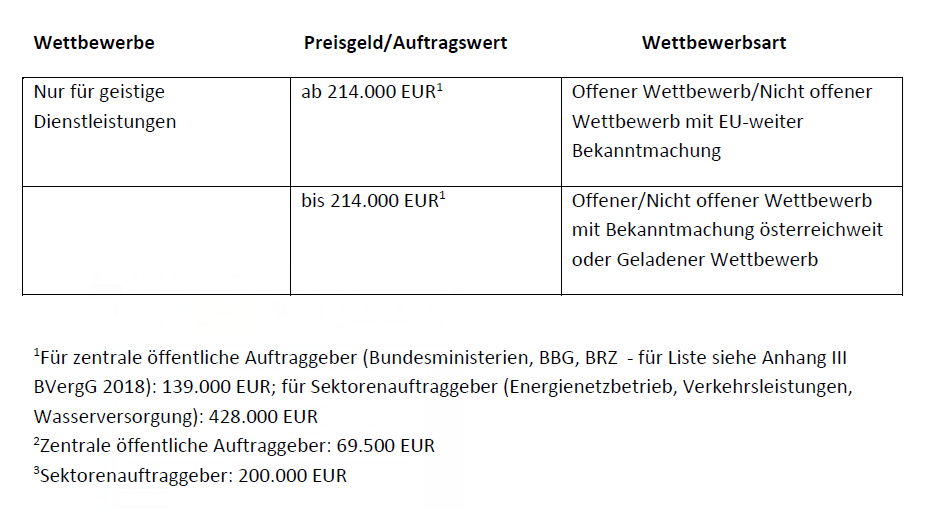 Wettbewerbe Preisgeld/Auftragswert Wettbewerbsart
Nur für geistige ab 214.000 EUR¹ Offener Wettbewerb/Nicht offener
Dienstleistungen Wettbewerb mit EU-weiter
Bekanntmachung
bis 214.000 EUR¹ Offener/Nicht offener Wettbewerb
mit Bekanntmachung österreichweit
oder Geladener Wettbewerb
¹Für zentrale öffentliche Auftraggeber (Bundesministerien, BBG, BRZ - für Liste siehe Anhang III
BVergG 2018): 139.000 EUR; für Sektorenauftraggeber (Energienetzbetrieb, Verkehrsleistungen,
Wasserversorgung): 428.000 EUR
²Zentrale öffentliche Auftraggeber: 69.500 EUR
³Sektorenauftraggeber: 200.000 EUR